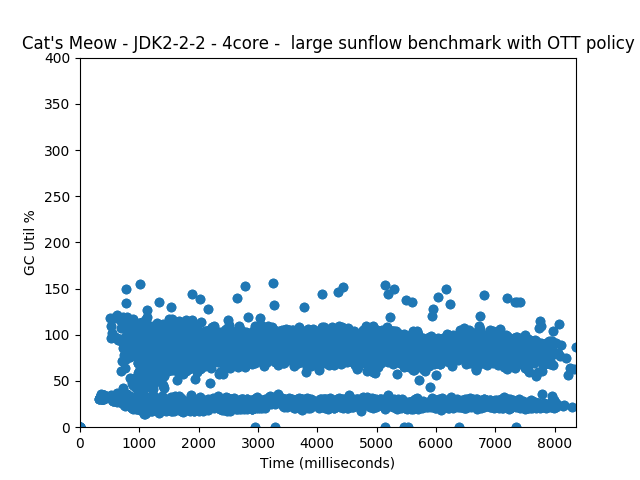 Cat's Meow - JDK2-2-2 - 4core -  large sunflow benchmark with OTT policy
400
350
300
250
200
150
100
50
0
GC Util %
0 1000 2000 3000 4000 5000 6000 7000 8000
Time (milliseconds)